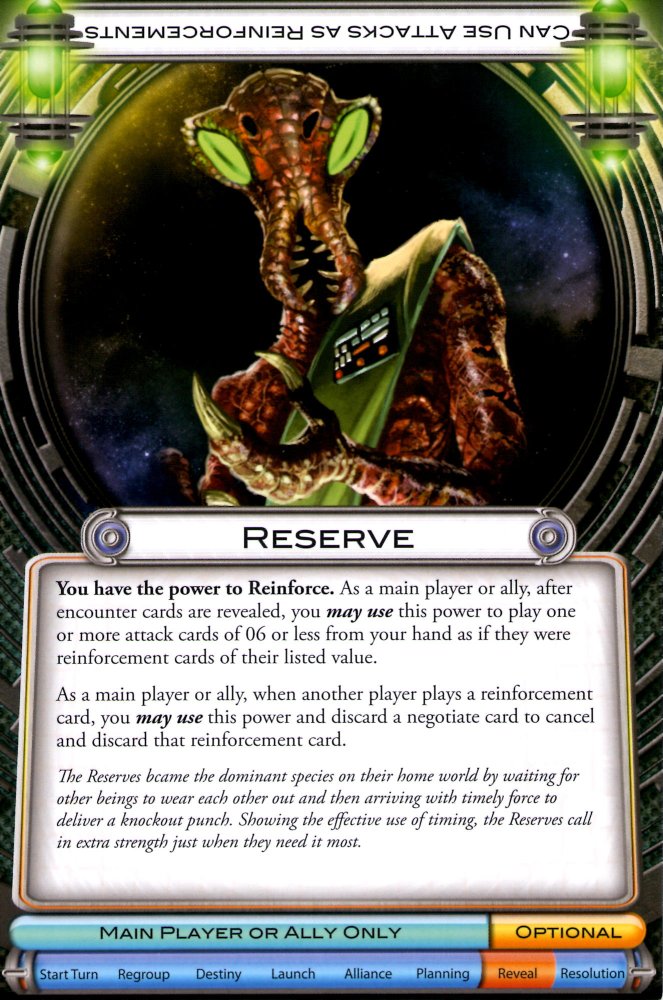 CAN USE ATTACKS AS REINFORCEMENTS
RESERVE
You have the power to Reinforce. As a main player or ally, after
encounter cards are revealed, you may use this power to play one
or more attack cards of 06 or less from your hand as if they were
reinforcement cards of their listed value.
As a main player or ally, when another player plays a reinforcement
card, you may use this power and discard a negotiate card to cancel
and discard that reinforcement card.
The Reserves bcame the dominant species on their home world by waiting for
other beings to wear each other out and then arriving with timely force to
deliver a knockout punch. Showing the effective use of timing, the Reserves call
in extra strength just when they need it most.
MAIN PLAYER OR ALLY ONLY OPTIONAL
Start Turn Regroup Destiny Launch Alliance Planning Reveal Resolution